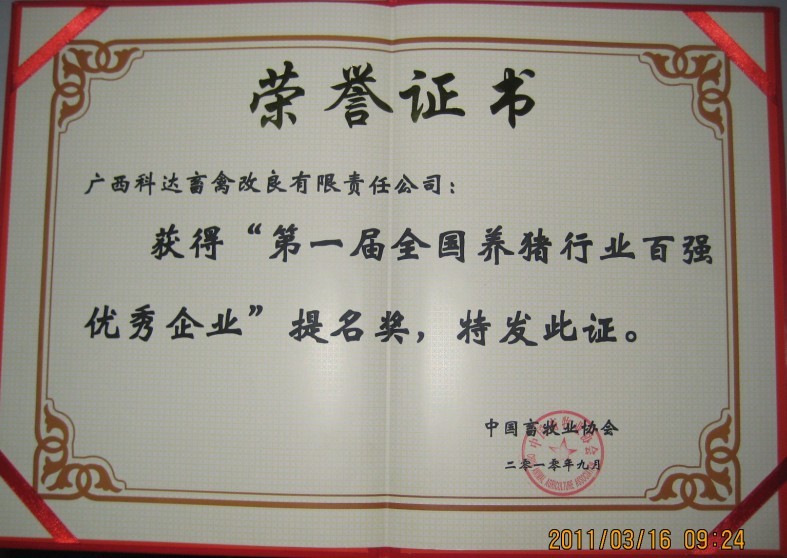 荣誉证书
广西科达畜禽改良有限责任公司：
获得“第一届全国养猪行业百强
优秀企业”提名奖，特发此证。
中国畜牧业协会
二零一零年九月
2011/03/16 09:24